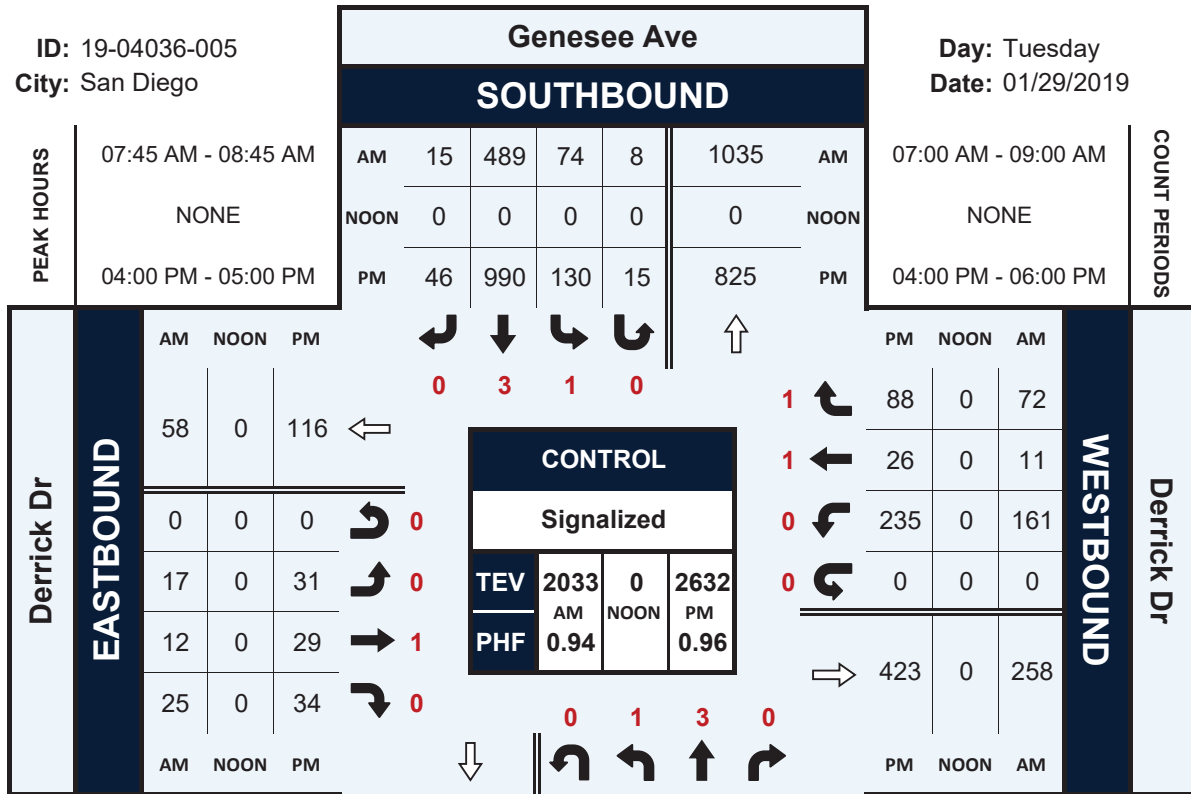 ID: 19-04036-005
City: San Diego
Genesee Ave
SOUTHBOUND
Day: Tuesday
Date: 01/29/2019
PEAK HOURS
07:45 AM - 08:45 AM
NONE
04:00 PM - 05:00 PM
AM 15 489 74 8 1035 AM
NOON 0 0 0 0 0 NOON
PM 46 990 130 15 825 PM
07:00 AM - 09:00 AM
NONE
04:00 PM - 06:00 PM
COUNT PERIODS
0 3 1 0
Derrick Dr
EASTBOUND
AM NOON PM
58 0 116
0 0 0 0
17 0 31 0
12 0 29 1
25 0 34 0
AM NOON PM
CONTROL
Signalized
TEV 2033 0 2632
AM NOON PM
PHF 0.94 0.96
PM NOON AM
1 88 0 72
1 26 0 11
0 235 0 161
0 0 0 0
423 0 258
PM NOON AM
WESTBOUND
Derrick Dr
0 1 3 0